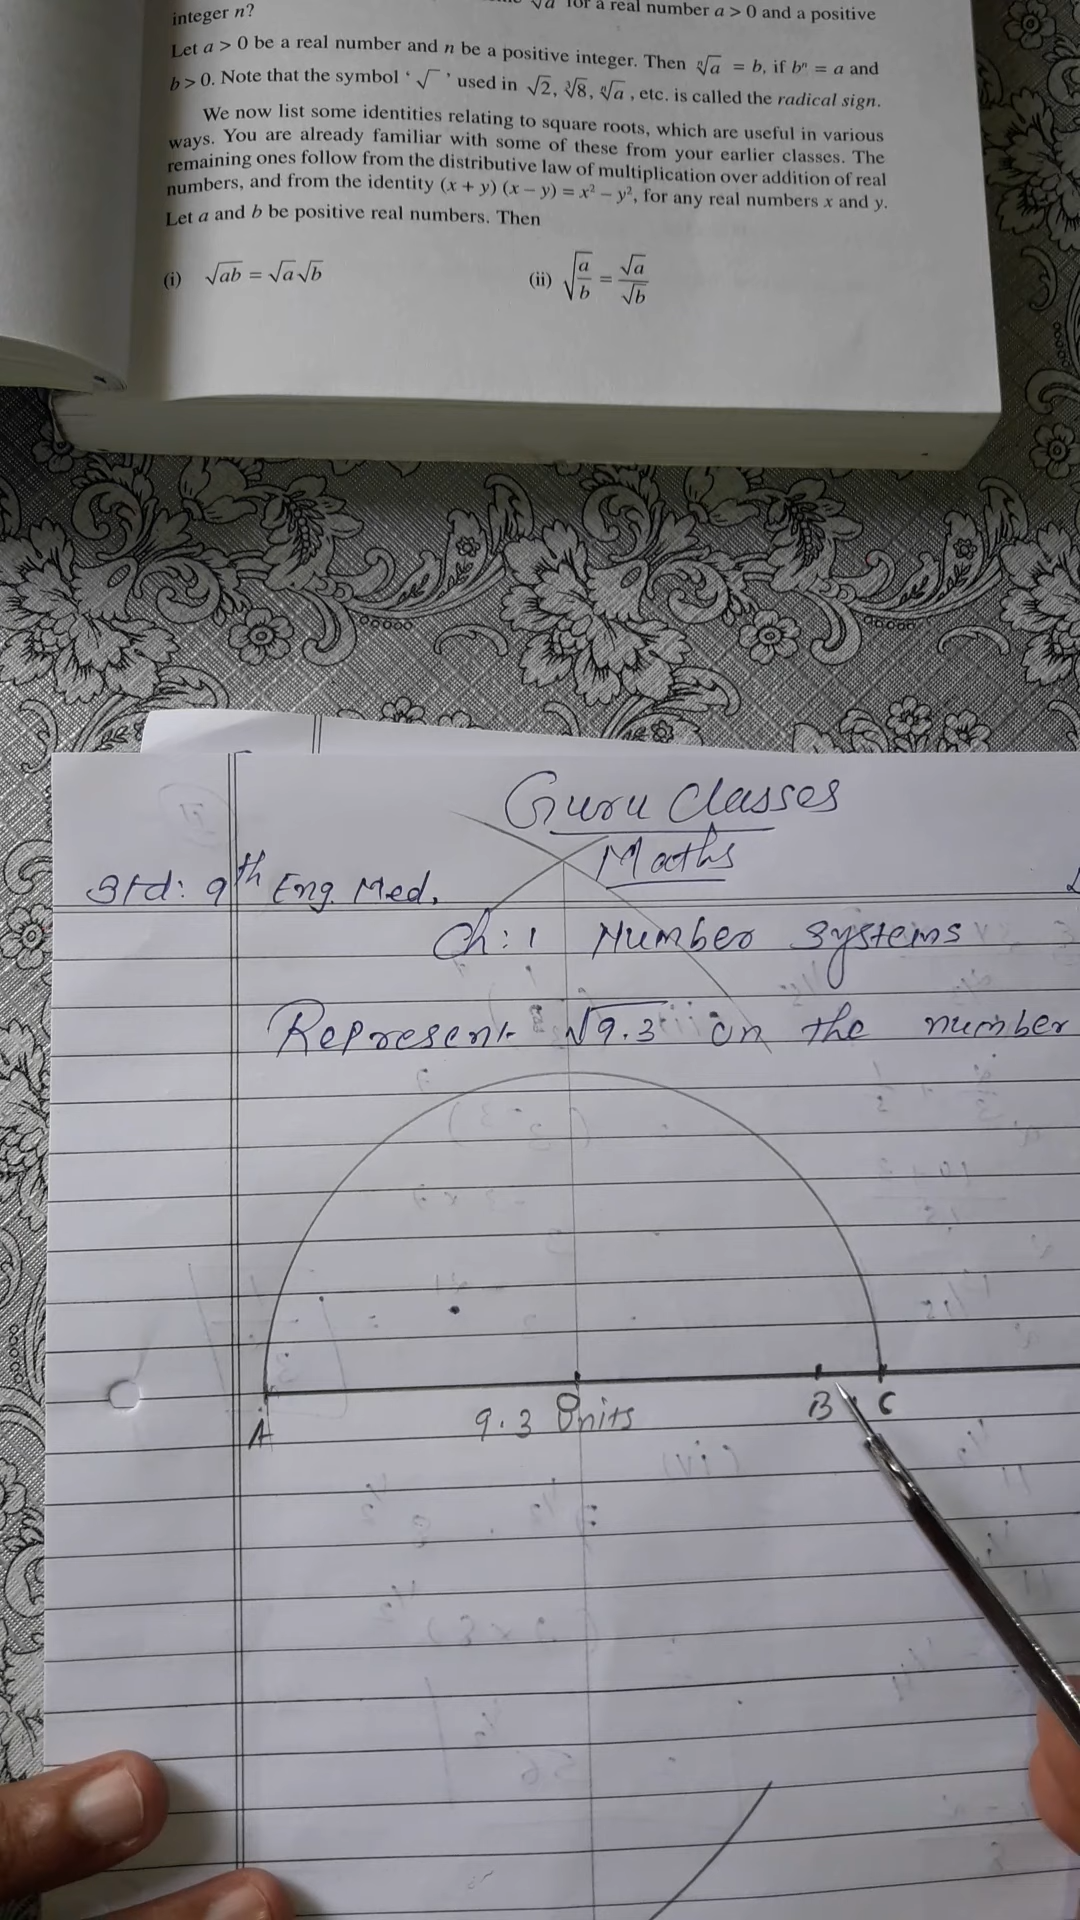 √a for a real number a > 0 and a positive
integer n?
Let a > 0 be a real number and n be a positive integer. Then ⁿ√a = b, if bⁿ = a and
b > 0. Note that the symbol ‘√’ used in √2, ³√8, ⁿ√a, etc. is called the radical sign.
We now list some identities relating to square roots, which are useful in various
ways. You are already familiar with some of these from your earlier classes. The
remaining ones follow from the distributive law of multiplication over addition of real
numbers, and from the identity (x + y) (x – y) = x² – y², for any real numbers x and y.
Let a and b be positive real numbers. Then
(i) √ab = √a√b (ii) √(a/b) = √a/√b
Guru Classes
Maths
Std: 9th Eng. Med.
Ch: 1 Number systems
Represent √9.3 on the number
A 9.3 Units O B C